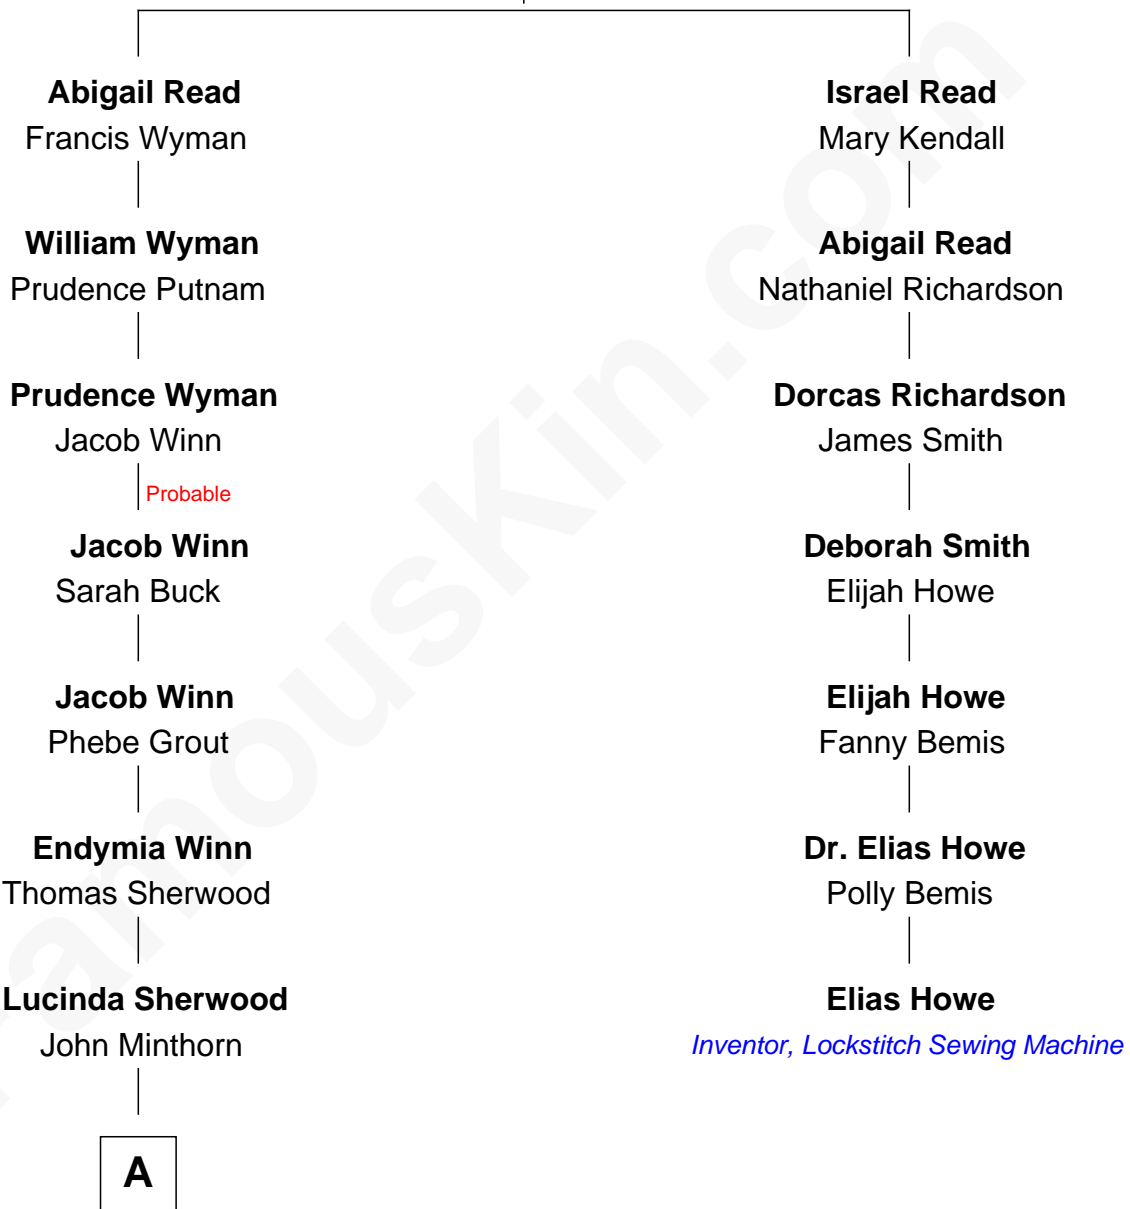 Abigail Read
Francis Wyman
William Wyman
Prudence Putnam
Prudence Wyman
Jacob Winn
Probable
Jacob Winn
Sarah Buck
Jacob Winn
Phebe Grout
Endymia Winn
Thomas Sherwood
Lucinda Sherwood
John Minthorn
A
Israel Read
Mary Kendall
Abigail Read
Nathaniel Richardson
Dorcas Richardson
James Smith
Deborah Smith
Elijah Howe
Elijah Howe
Fanny Bemis
Dr. Elias Howe
Polly Bemis
Elias Howe
Inventor, Lockstitch Sewing Machine
FamousKin.com